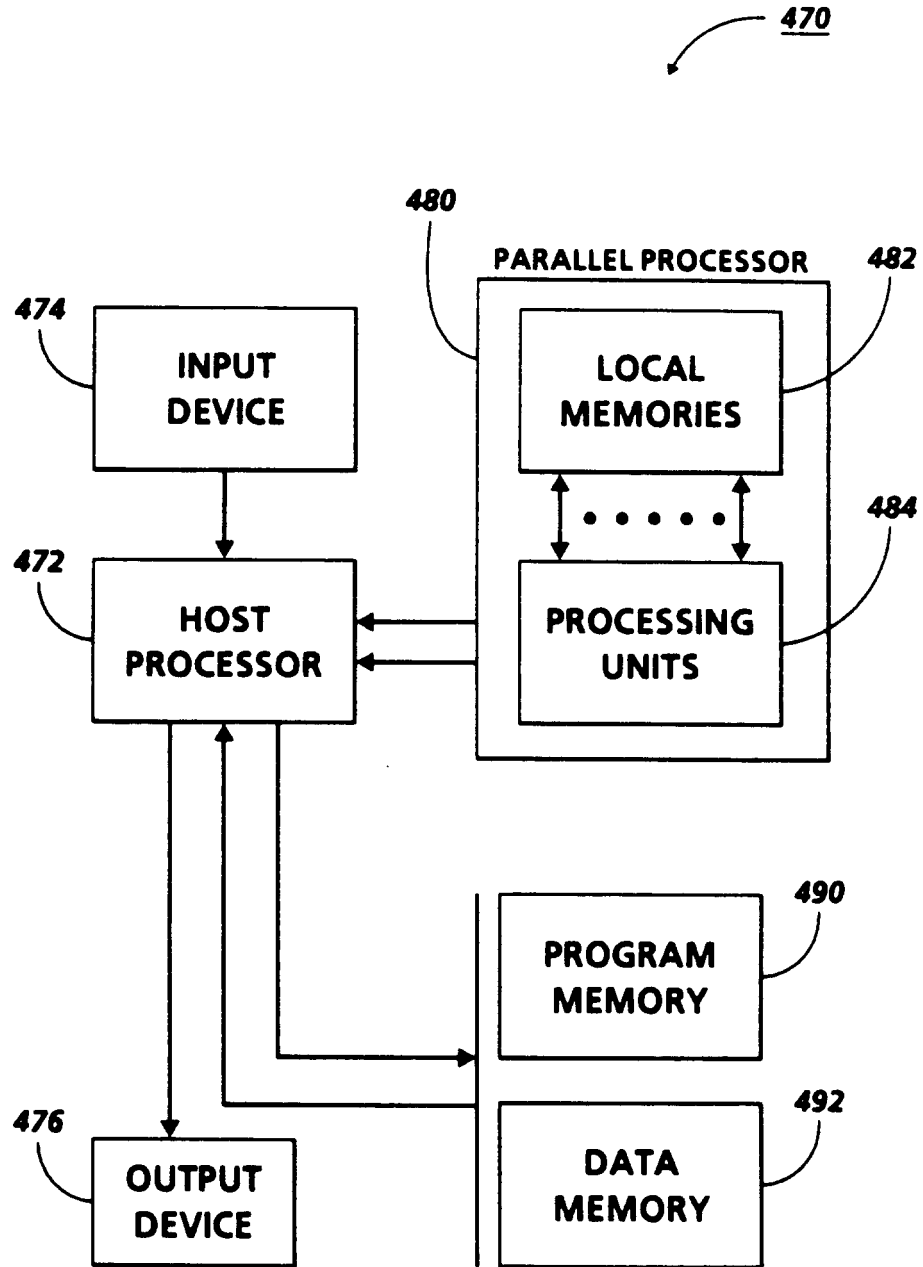 470
480
PARALLEL PROCESSOR
482
474
INPUT
DEVICE
LOCAL
MEMORIES
484
472
HOST
PROCESSOR
PROCESSING
UNITS
490
PROGRAM
MEMORY
476
OUTPUT
DEVICE
492
DATA
MEMORY